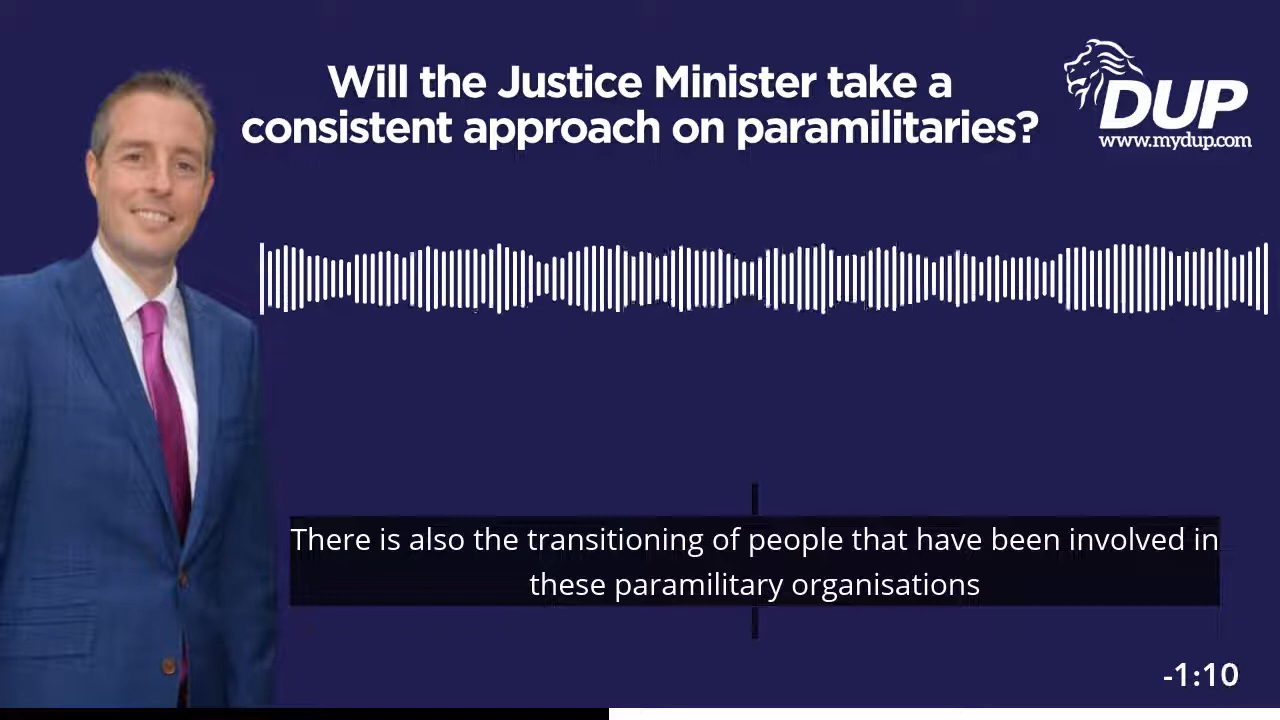 Will the Justice Minister take a
consistent approach on paramilitaries?
DUP
www.mydup.com
There is also the transitioning of people that have been involved in
these paramilitary organisations
-1:10